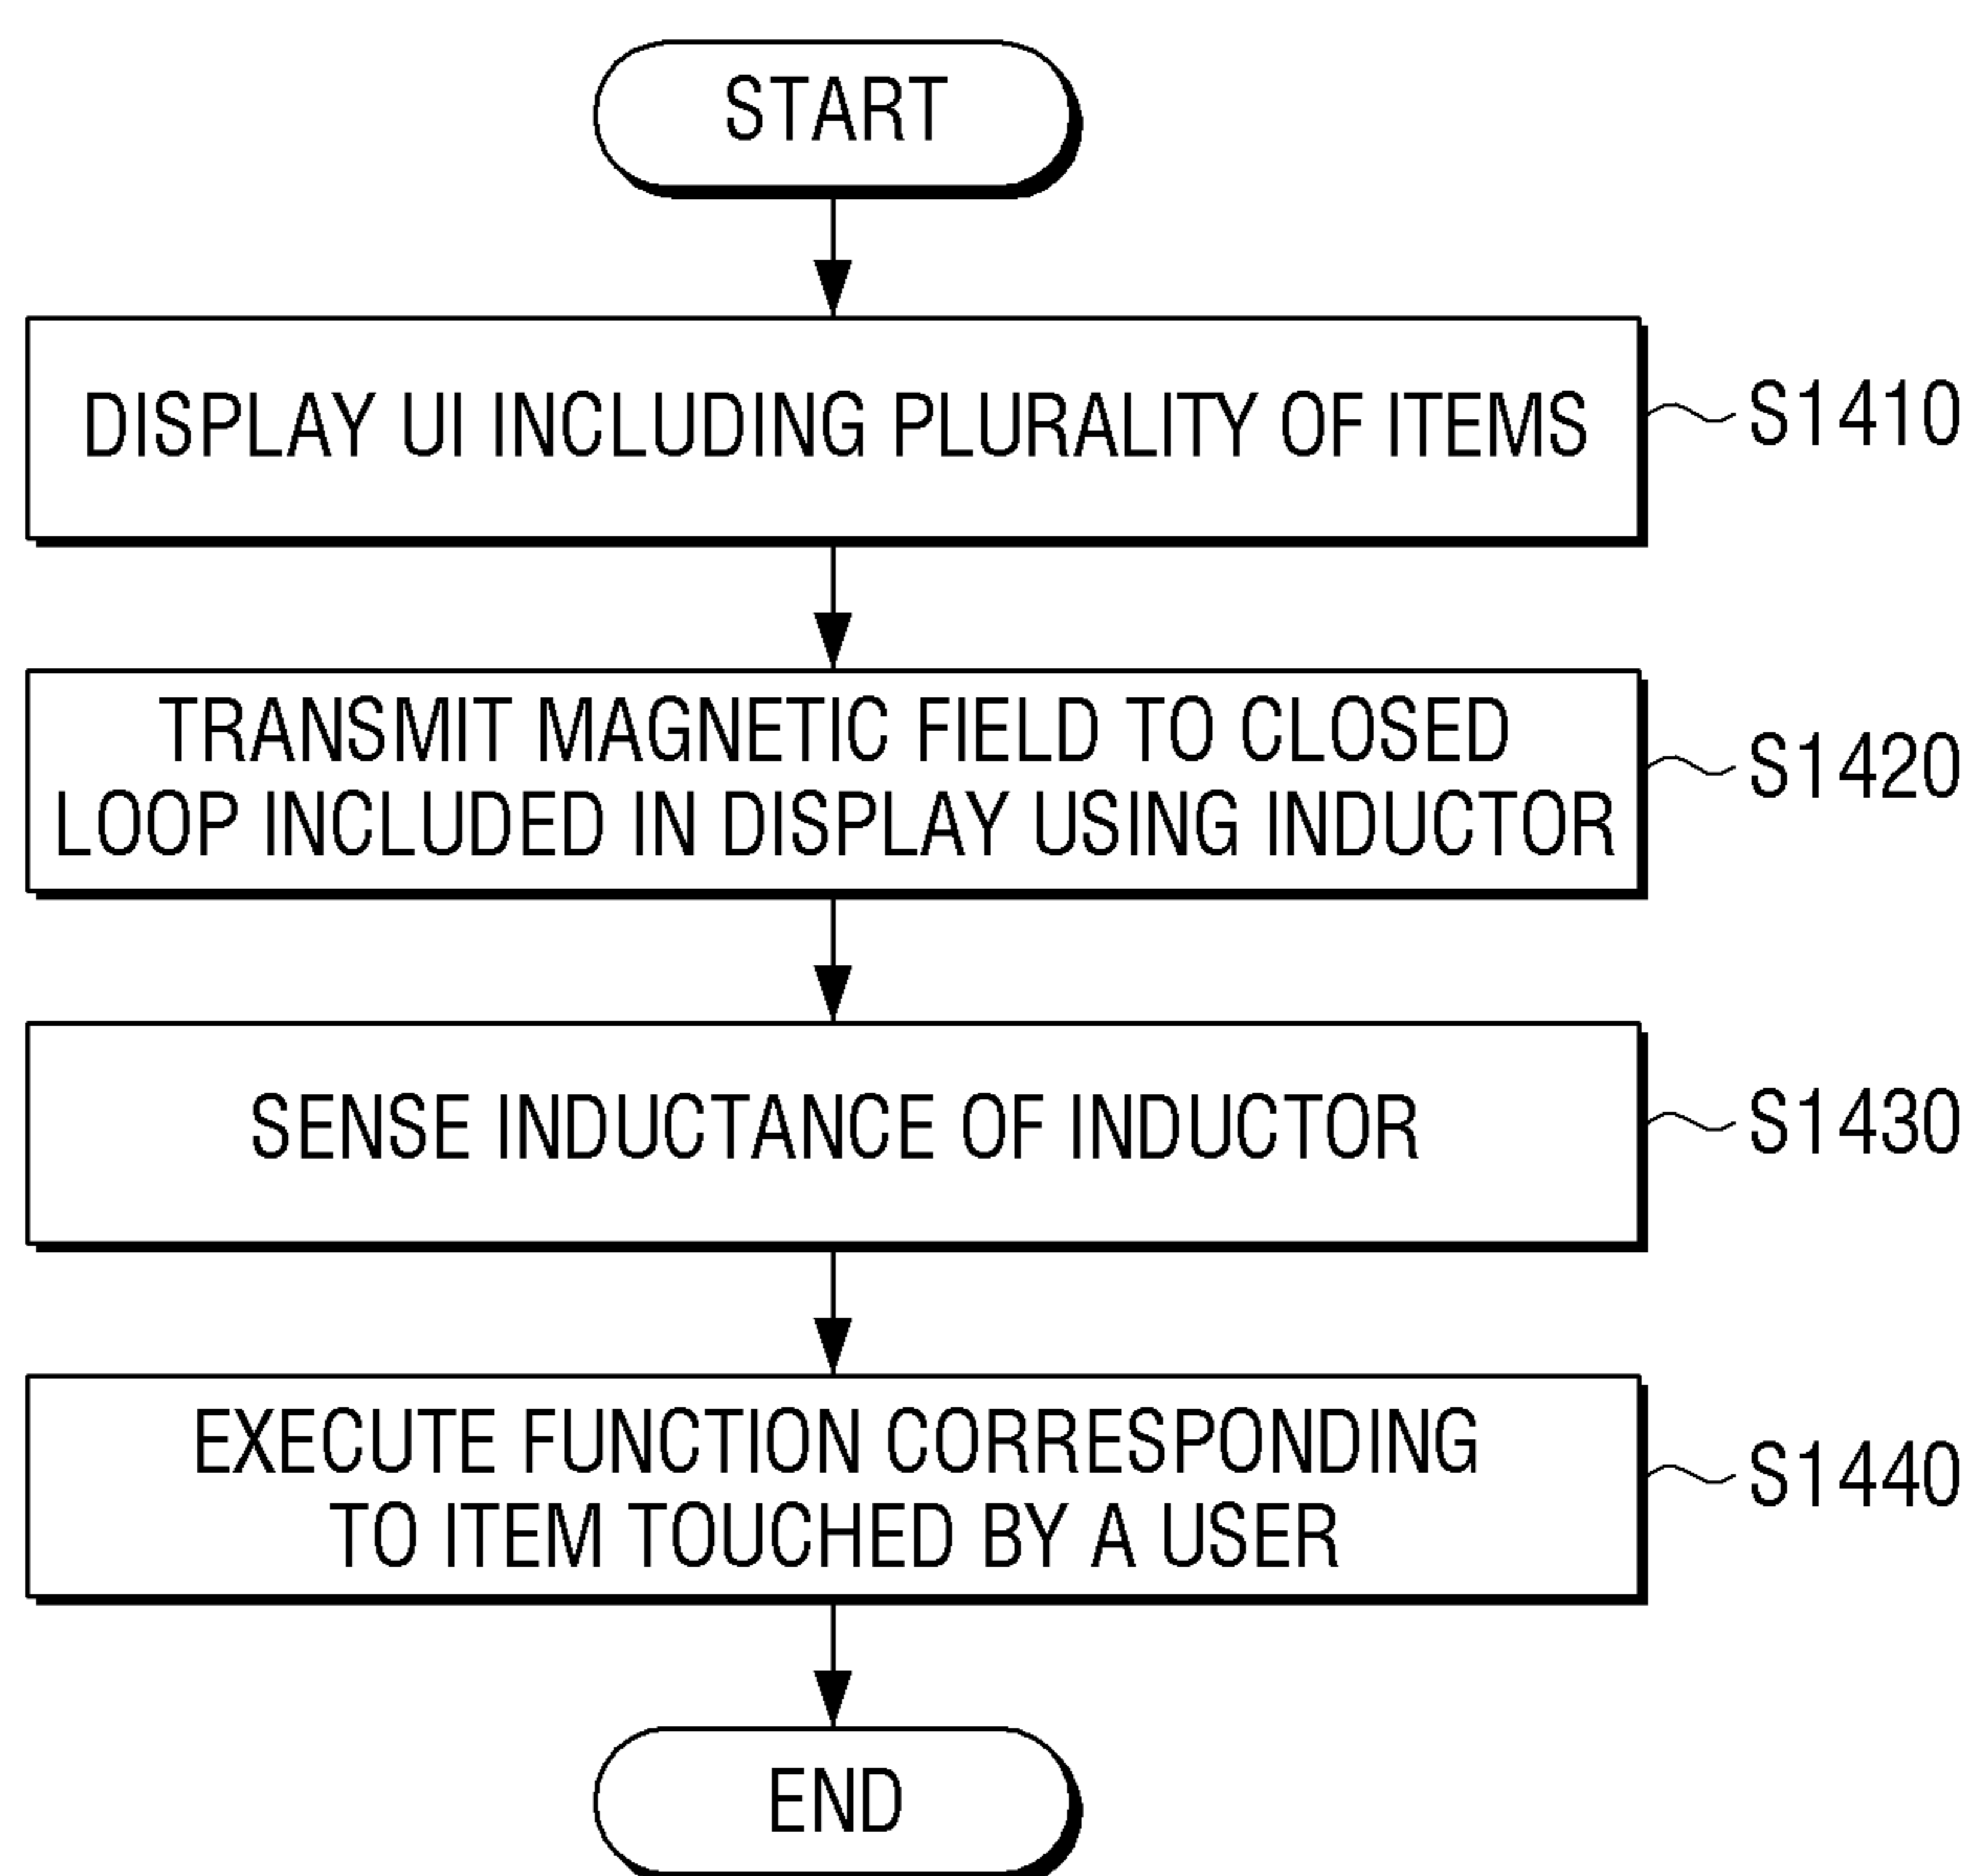 START
DISPLAY UI INCLUDING PLURALITY OF ITEMS
S1410
TRANSMIT MAGNETIC FIELD TO CLOSED
LOOP INCLUDED IN DISPLAY USING INDUCTOR
S1420
SENSE INDUCTANCE OF INDUCTOR
S1430
EXECUTE FUNCTION CORRESPONDING
TO ITEM TOUCHED BY A USER
S1440
END